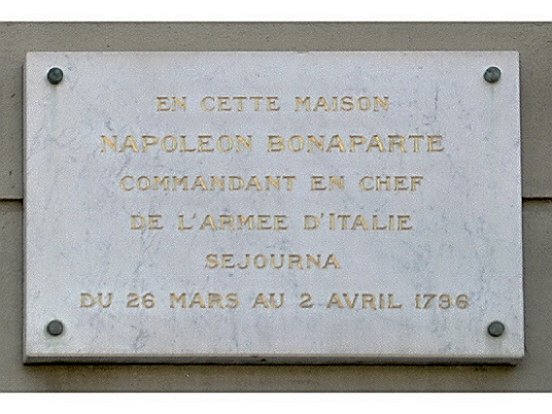 EN CETTE MAISON
NAPOLEON BONAPARTE
COMMANDANT EN CHEF
DE L'ARMEE D'ITALIE
SEJOURNA
DU 26 MARS AU 2 AVRIL 1796